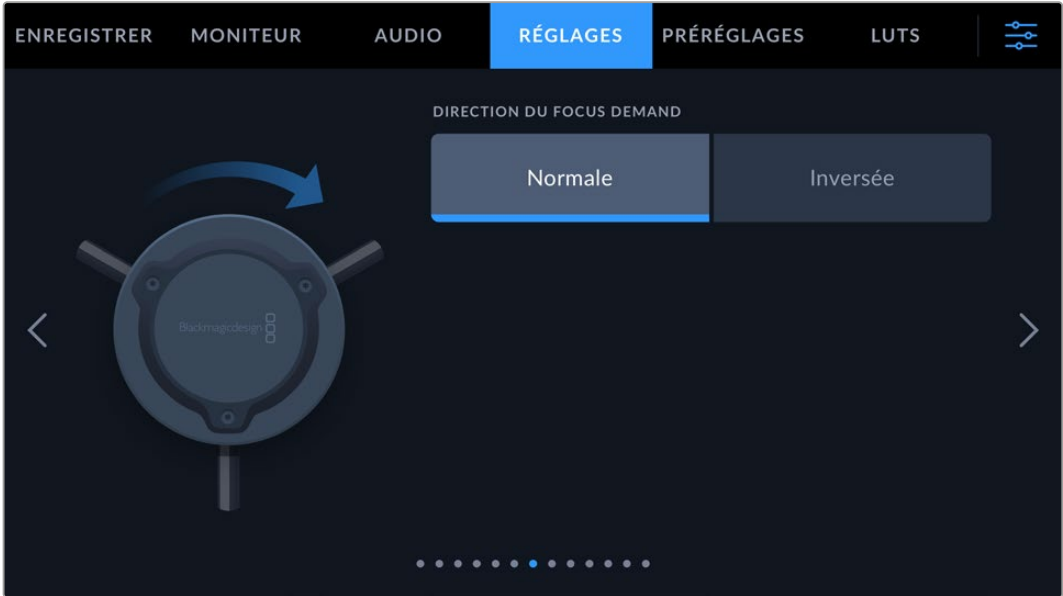 ENREGISTRER MONITEUR AUDIO RÉGLAGES PRÉRÉGLAGES LUTS
DIRECTION DU FOCUS DEMAND
Normale Inversée
Blackmagicdesign